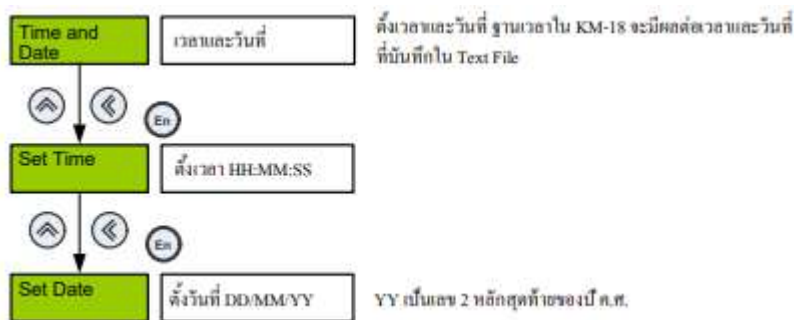 Time and
Date
เวลาและวันที่
ตั้งเวลาและวันที่ ฐานเวลาใน KM-18 จะมีผลต่อเวลาและวันที่
ที่บันทึกใน Text File
En
Set Time
ตั้งเวลา HH:MM:SS
En
Set Date
ตั้งวันที่ DD/MM/YY
YY เป็นเลข 2 หลักสุดท้ายของปี ค.ศ.